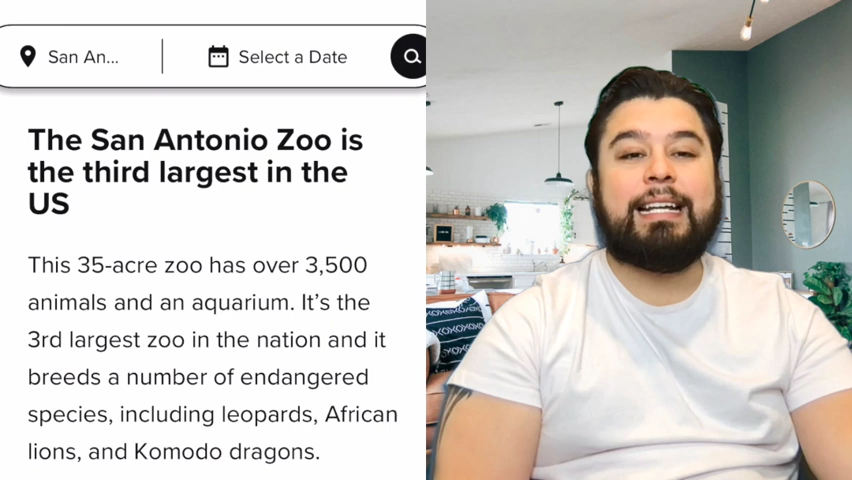 San An... Select a Date
The San Antonio Zoo is
the third largest in the
US
This 35-acre zoo has over 3,500
animals and an aquarium. It’s the
3rd largest zoo in the nation and it
breeds a number of endangered
species, including leopards, African
lions, and Komodo dragons.